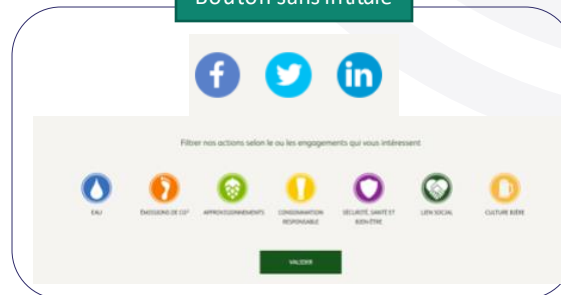 Bouton sans intitulé
f
in
Filtrer nos actions selon le ou les engagements qui vous intéressent
EAU
ÉMISSIONS DE CO²
APPROVISIONNEMENTS
CONSOMMATION
RESPONSABLE
SÉCURITÉ, SANTÉ ET
BIEN-ÊTRE
LIEN SOCIAL
CULTURE BIÈRE
VALIDER